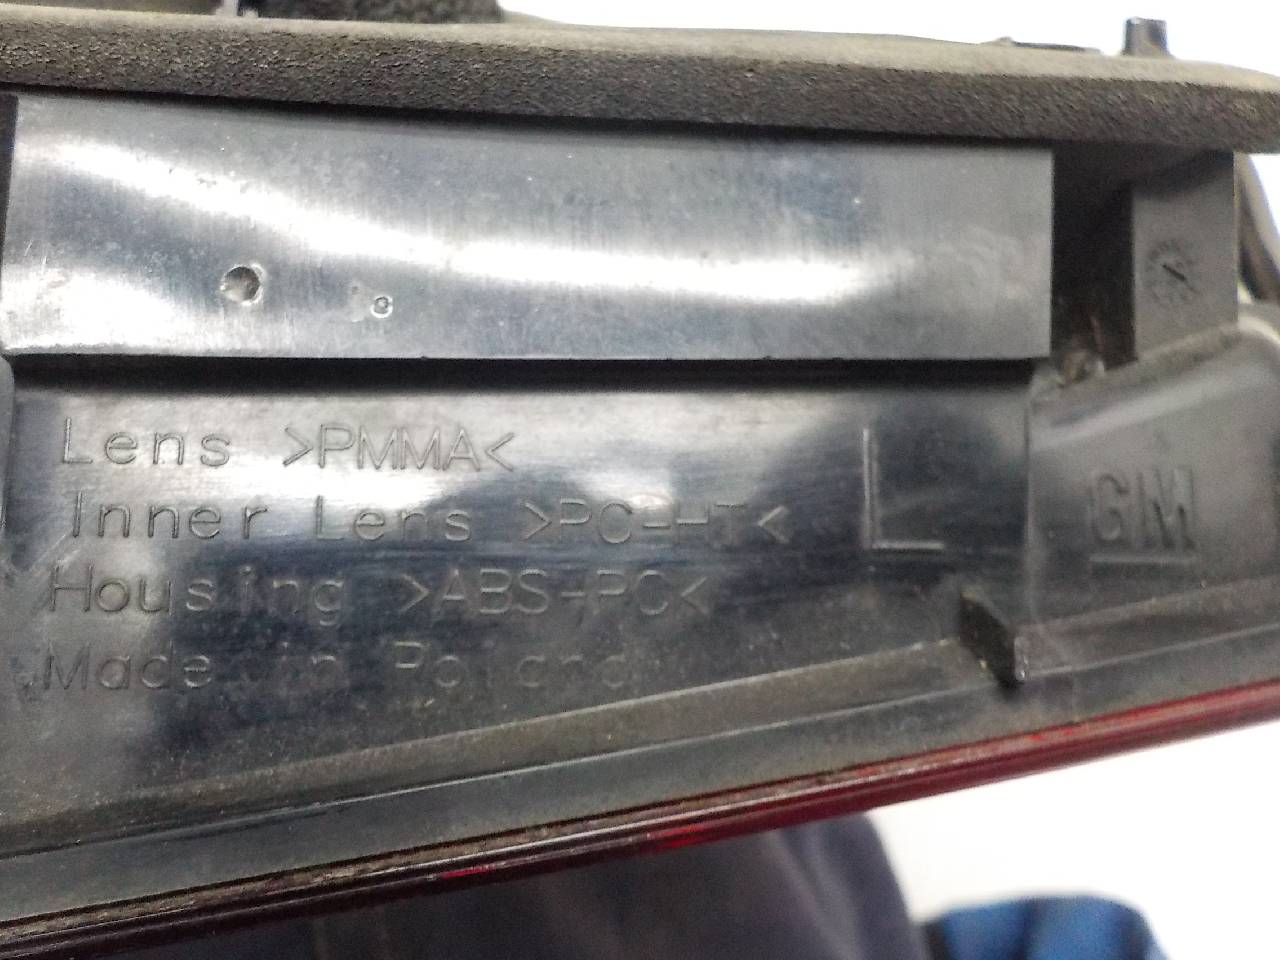 Lens >PMMA<
Inner Lens >PC-HT<
Housing >ABS-PC<
Made in Poland
L
GM